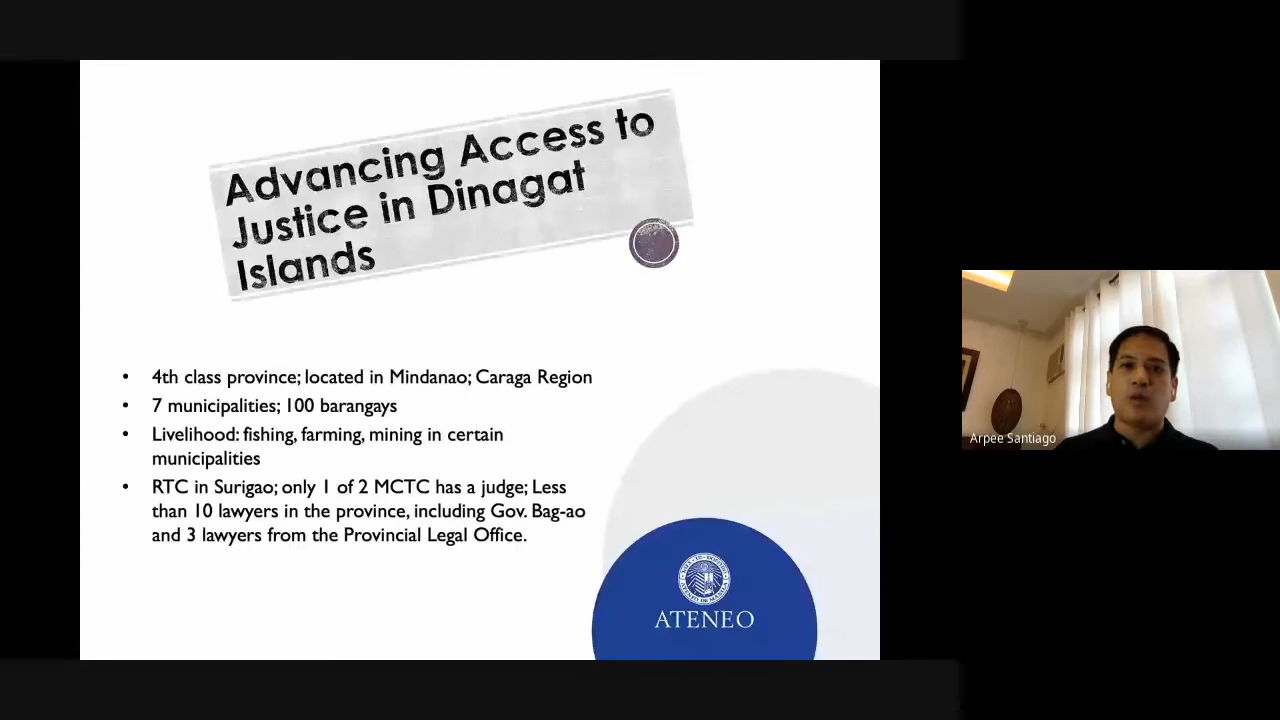 Advancing Access to
Justice in Dinagat
Islands
• 4th class province; located in Mindanao; Caraga Region
• 7 municipalities; 100 barangays
• Livelihood: fishing, farming, mining in certain
municipalities
• RTC in Surigao; only 1 of 2 MCTC has a judge; Less
than 10 lawyers in the province, including Gov. Bag-ao
and 3 lawyers from the Provincial Legal Office.
ATENEO
Arpee Santiago